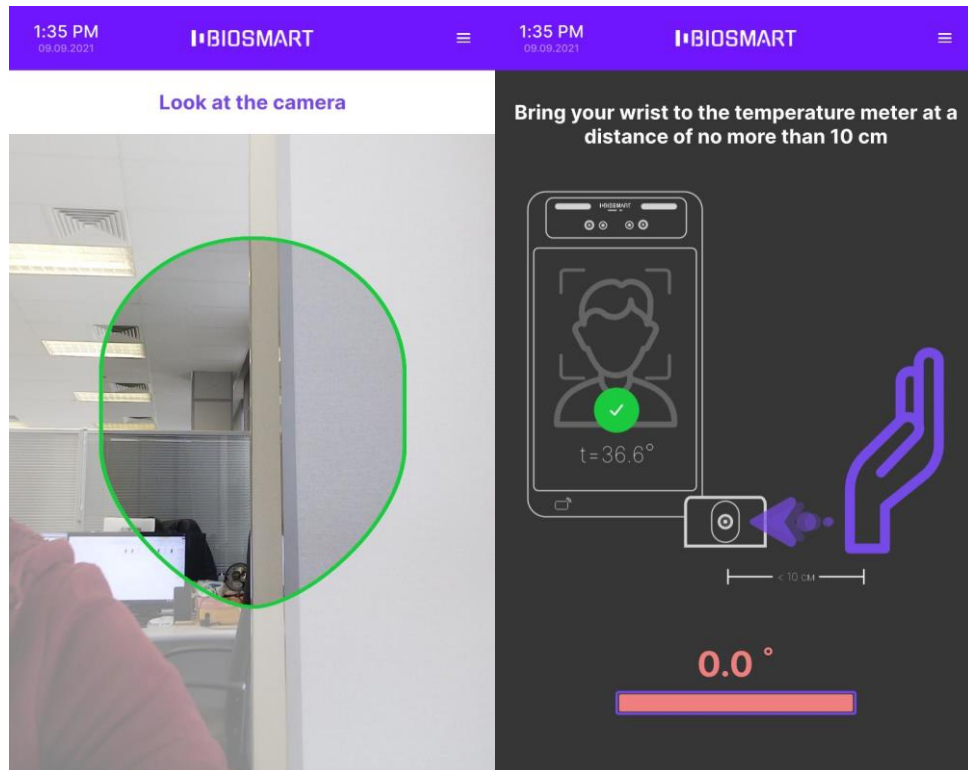 1:35 PM
09.09.2021
BIOSMART
Look at the camera
1:35 PM
09.09.2021
BIOSMART
Bring your wrist to the temperature meter at a
distance of no more than 10 cm
BIOSMART
t=36.6°
< 10 см
0.0 °